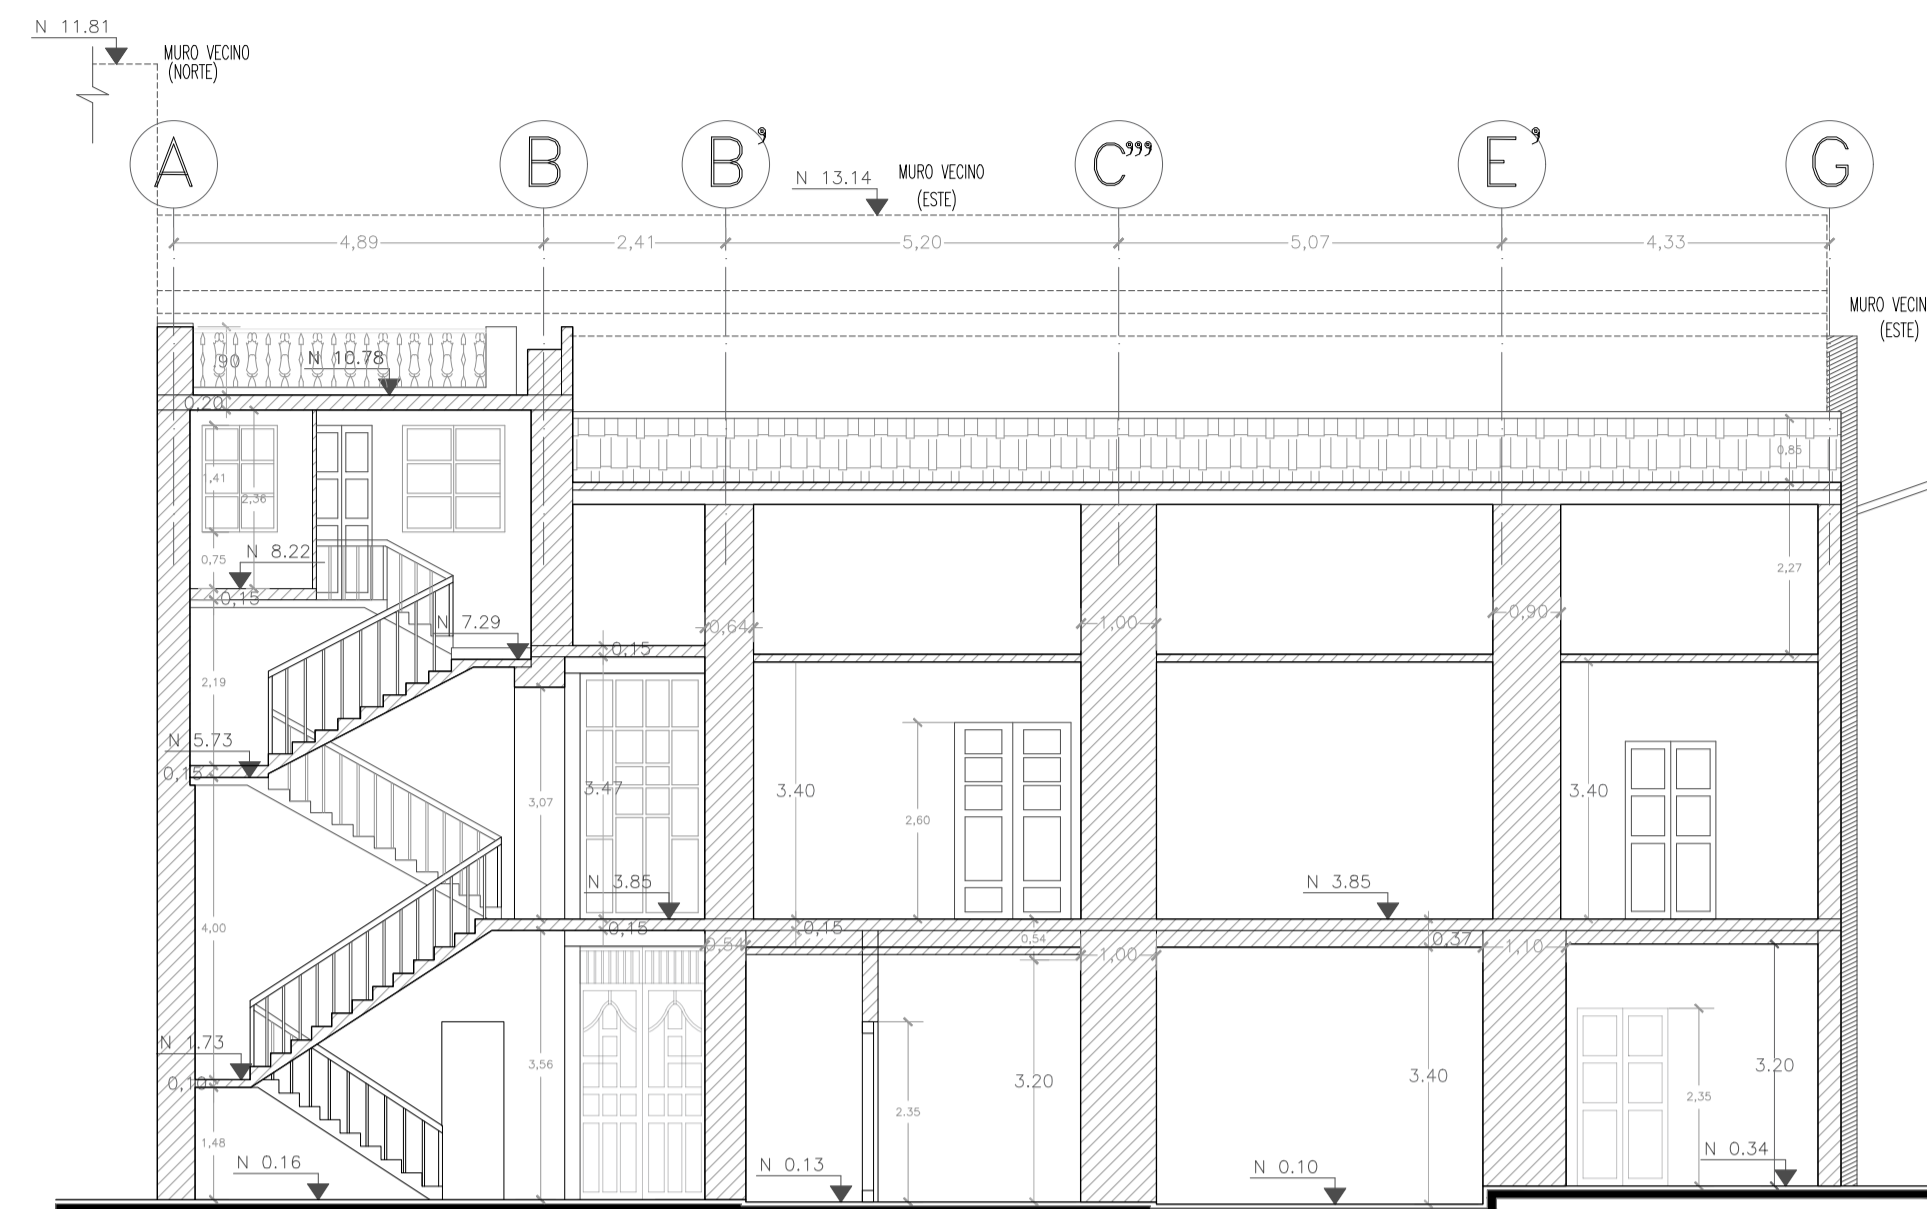 N 11.81
MURO VECINO
(NORTE)
A
B
B'
C'''
E'
G
N 13.14
MURO VECINO
(ESTE)
4,89
2,41
5,20
5,07
4,33
MURO VECIN
(ESTE)
.90
N 10.78
0,20
1,41
2,36
0,85
0,75
N 8.22
0,15
2,27
N 7.29
0,64
1,00
0,90
0,15
2,19
N 5.73
0,15
3,07
3.47
3.40
2,60
3.40
N 3.85
N 3.85
4,00
0,15
0,54
0,15
0,54
1,00
0,37
1,10
N 1.73
0,10
3,56
3.20
2.35
3.40
2,35
3.20
1,48
N 0.16
N 0.13
N 0.10
N 0.34